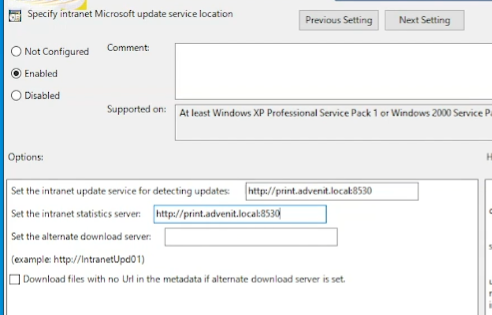 Specify intranet Microsoft update service location
Previous Setting
Next Setting
Not Configured
Comment:
Enabled
Disabled
Supported on:
At least Windows XP Professional Service Pack 1 or Windows 2000 Service
Options:
Set the intranet update service for detecting updates:
http://print.advenit.local:8530
Set the intranet statistics server:
http://print.advenit.local:8530
Set the alternate download server:
(example: http://IntranetUpd01)
Download files with no Url in the metadata if alternate download server is set.